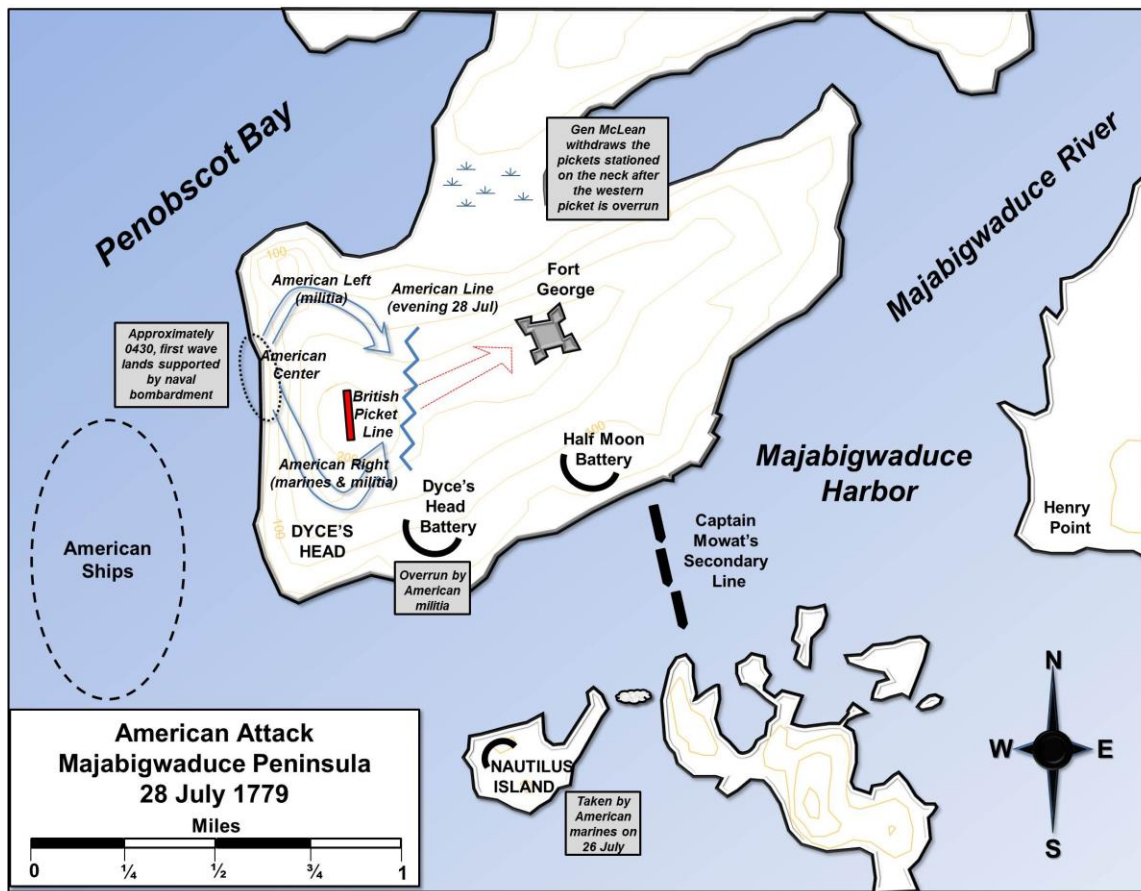 Penobscot Bay
Gen McLean
withdraws the
pickets stationed
on the neck after
the western
picket is overrun
Majabigwaduce River
100
American Left
(militia)
American Line
(evening 28 Jul)
Fort
George
Approximately
0430, first wave
lands supported
by naval
bombardment
American
Center
British
Picket
Line
200
American Right
(marines & militia)
100
Half Moon
Battery
Majabigwaduce
Harbor
Dyce's
Head
Battery
100
DYCE'S
HEAD
Henry
Point
American
Ships
Overrun by
American
militia
Captain
Mowat's
Secondary
Line
NAUTILUS
ISLAND
Taken by
American
marines on
26 July
N
W E
S
American Attack
Majabigwaduce Peninsula
28 July 1779
Miles
0 ¼ ½ ¾ 1